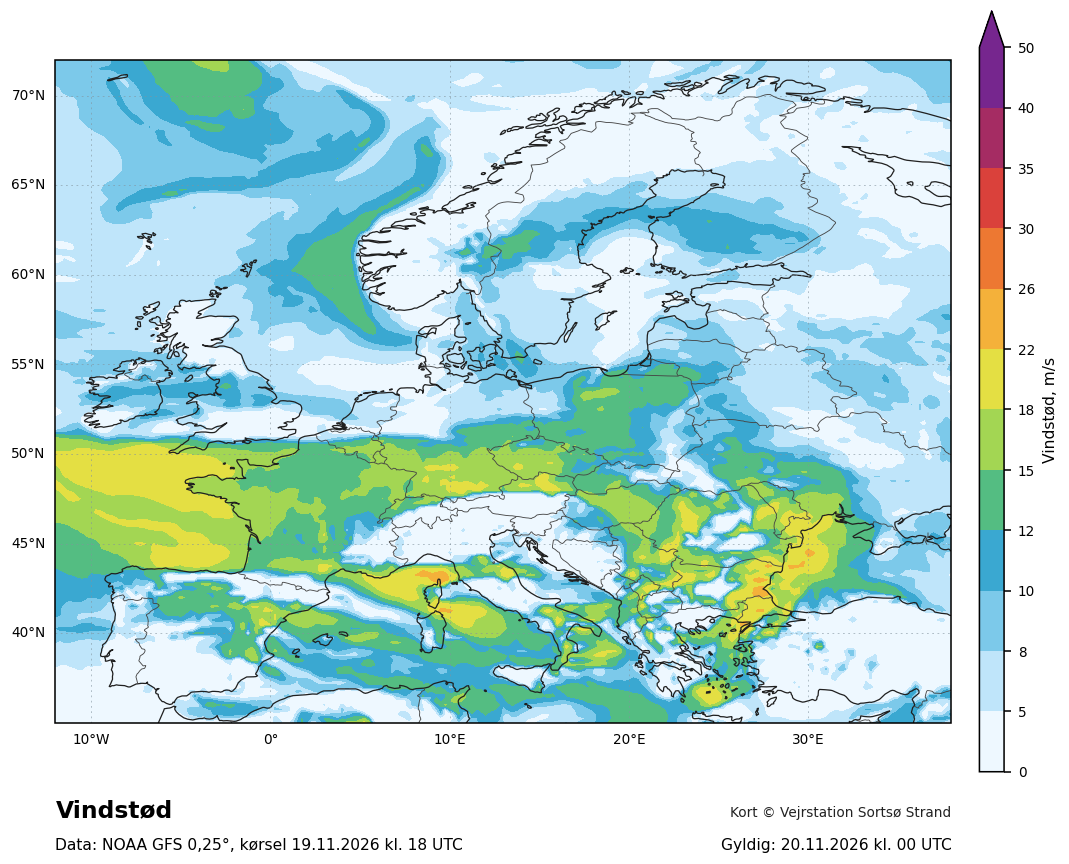 50
40
35
30
26
22
18
15
12
10
8
5
0
Vindstød, m/s
70°N
65°N
60°N
55°N
50°N
45°N
40°N
10°W
0°
10°E
20°E
30°E
Vindstød
Kort © Vejrstation Sortsø Strand
Data: NOAA GFS 0,25°, kørsel 19.11.2026 kl. 18 UTC
Gyldig: 20.11.2026 kl. 00 UTC